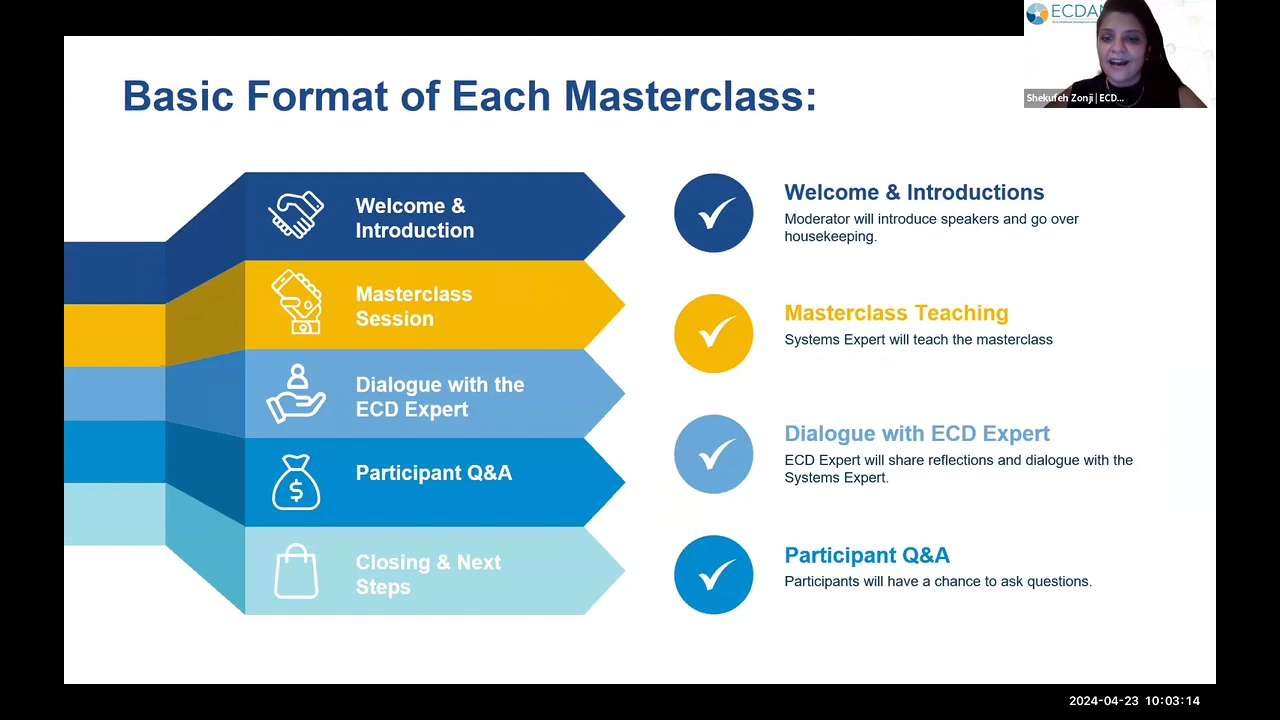 ECDAN
Shekufeh Zonji | ECD...
Basic Format of Each Masterclass:
Welcome &
Introduction
Masterclass
Session
Dialogue with the
ECD Expert
Participant Q&A
Closing & Next
Steps
Welcome & Introductions
Moderator will introduce speakers and go over
housekeeping.
Masterclass Teaching
Systems Expert will teach the masterclass
Dialogue with ECD Expert
ECD Expert will share reflections and dialogue with the
Systems Expert.
Participant Q&A
Participants will have a chance to ask questions.
2024-04-23 10:03:14